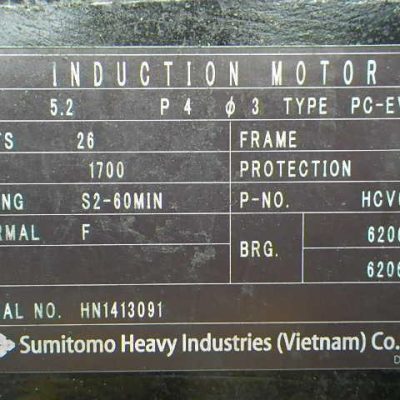 INDUCTION MOTOR
5.2 P 4 φ 3 TYPE PC-EV
TS 26 FRAME
1700 PROTECTION
NG S2-60MIN P-NO. HCV
RMAL F 620
BRG.
6206
AL NO. HN1413091
Sumitomo Heavy Industries (Vietnam) Co.